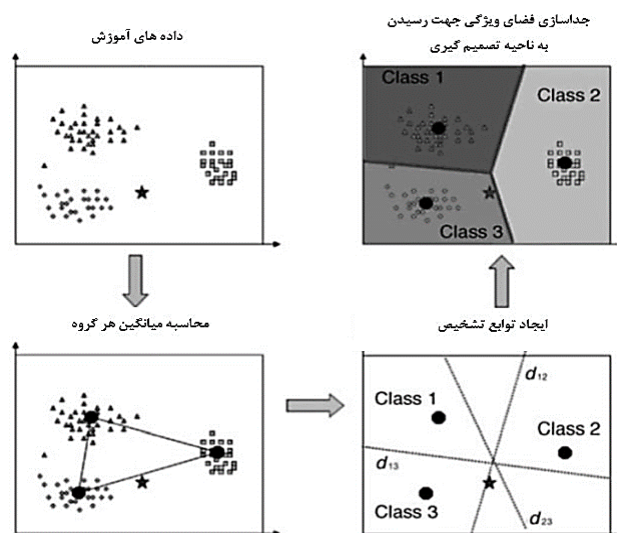 داده های آموزش
جداسازی فضای ویژگی جهت رسیدن
به ناحیه تصمیم گیری
Class 1
Class 2
Class 3
محاسبه میانگین هر گروه
ایجاد توابع تشخیص
d12
Class 1
Class 2
d13
Class 3
d23